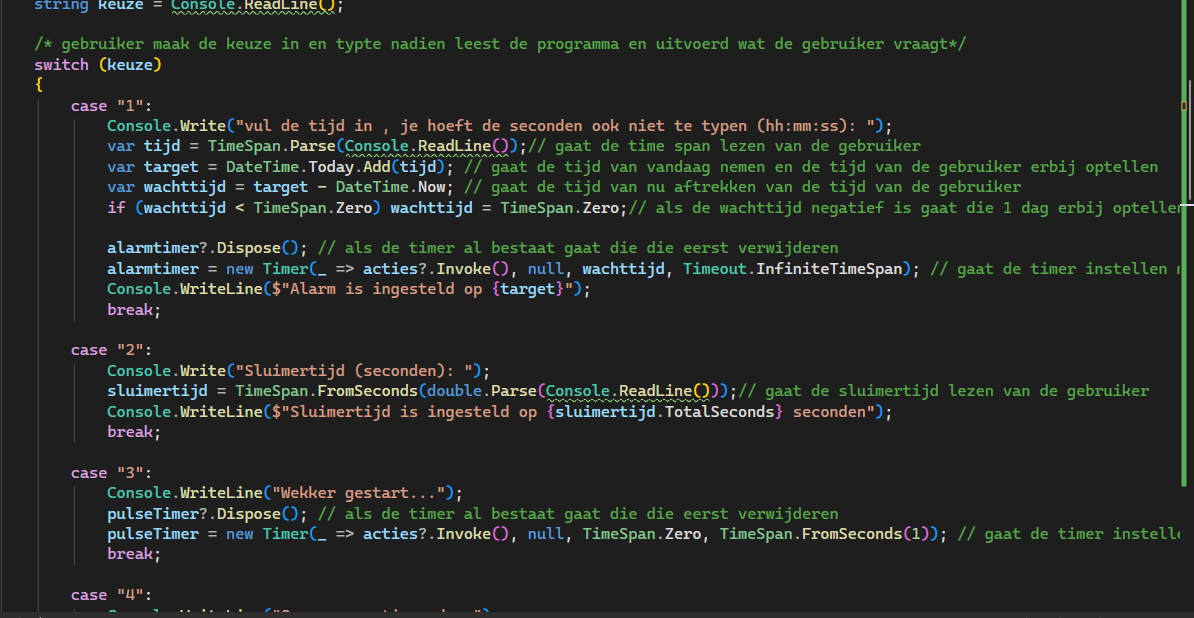 string keuze = Console.ReadLine();
/* gebruiker maak de keuze in en typte nadien leest de programma en uitvoerd wat de gebruiker vraagt*/
switch (keuze)
{
case "1":
Console.Write("vul de tijd in , je hoeft de seconden ook niet te typen (hh:mm:ss): ");
var tijd = TimeSpan.Parse(Console.ReadLine());// gaat de time span lezen van de gebruiker
var target = DateTime.Today.Add(tijd); // gaat de tijd van vandaag nemen en de tijd van de gebruiker erbij optellen
var wachttijd = target - DateTime.Now; // gaat de tijd van nu aftrekken van de tijd van de gebruiker
if (wachttijd < TimeSpan.Zero) wachttijd = TimeSpan.Zero;// als de wachttijd negatief is gaat die 1 dag erbij optellen
alarmtimer?.Dispose(); // als de timer al bestaat gaat die die eerst verwijderen
alarmtimer = new Timer(_ => acties?.Invoke(), null, wachttijd, Timeout.InfiniteTimeSpan); // gaat de timer instellen
Console.WriteLine($"Alarm is ingesteld op {target}");
break;
case "2":
Console.Write("Sluimertijd (seconden): ");
sluimertijd = TimeSpan.FromSeconds(double.Parse(Console.ReadLine()));// gaat de sluimertijd lezen van de gebruiker
Console.WriteLine($"Sluimertijd is ingesteld op {sluimertijd.TotalSeconds} seconden");
break;
case "3":
Console.WriteLine("Wekker gestart...");
pulseTimer?.Dispose(); // als de timer al bestaat gaat die die eerst verwijderen
pulseTimer = new Timer(_ => acties?.Invoke(), null, TimeSpan.Zero, TimeSpan.FromSeconds(1)); // gaat de timer instelle
break;
case "4":